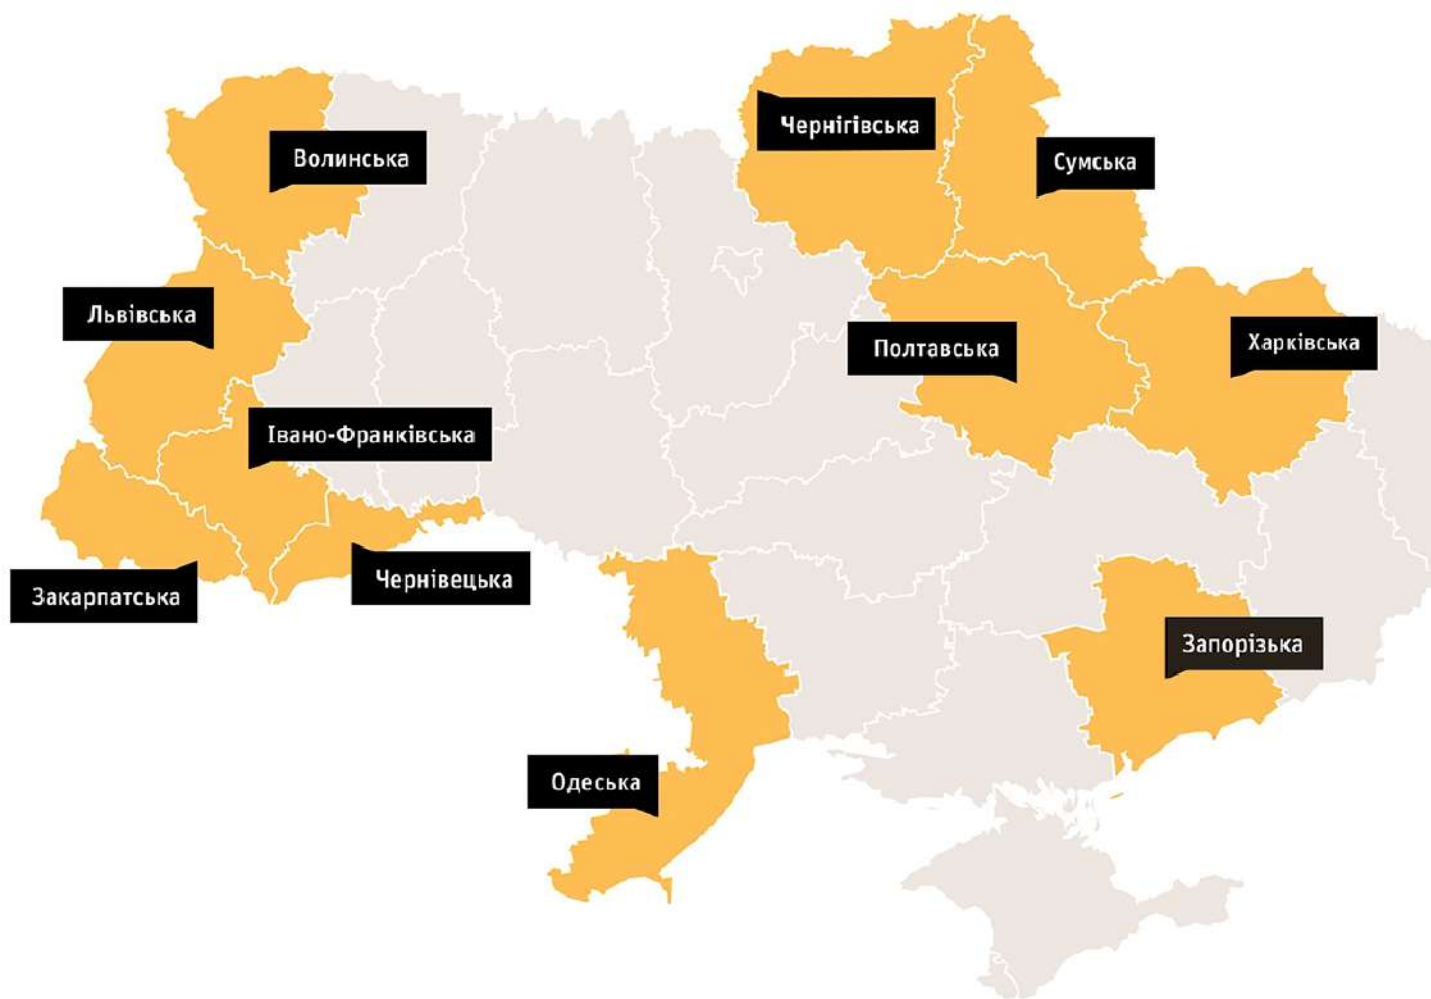 Чернігівська
Волинська
Сумська
Львівська
Полтавська
Харківська
Івано-Франківська
Закарпатська
Чернівецька
Запорізька
Одеська